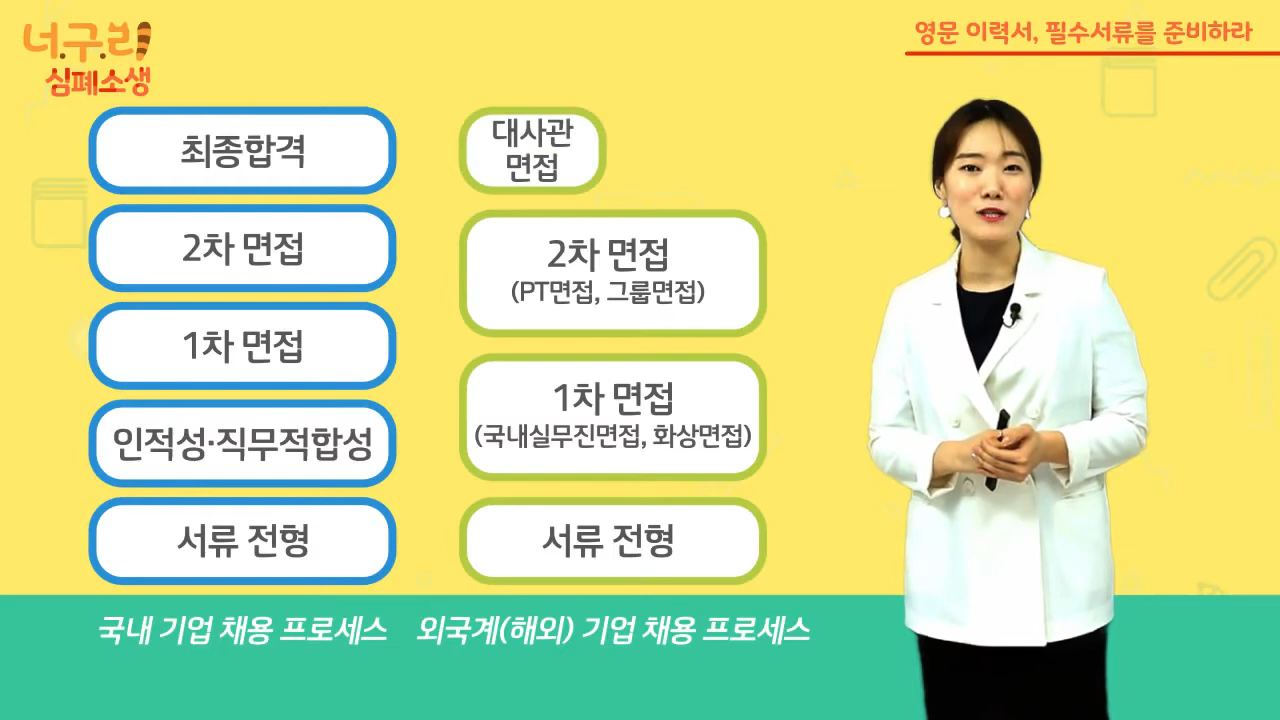 너.구.리
심폐소생
영문 이력서, 필수서류를 준비하라
최종합격
2차 면접
1차 면접
인적성·직무적합성
서류 전형
국내 기업 채용 프로세스
대사관
면접
2차 면접
(PT면접, 그룹면접)
1차 면접
(국내실무진면접, 화상면접)
서류 전형
외국계(해외) 기업 채용 프로세스